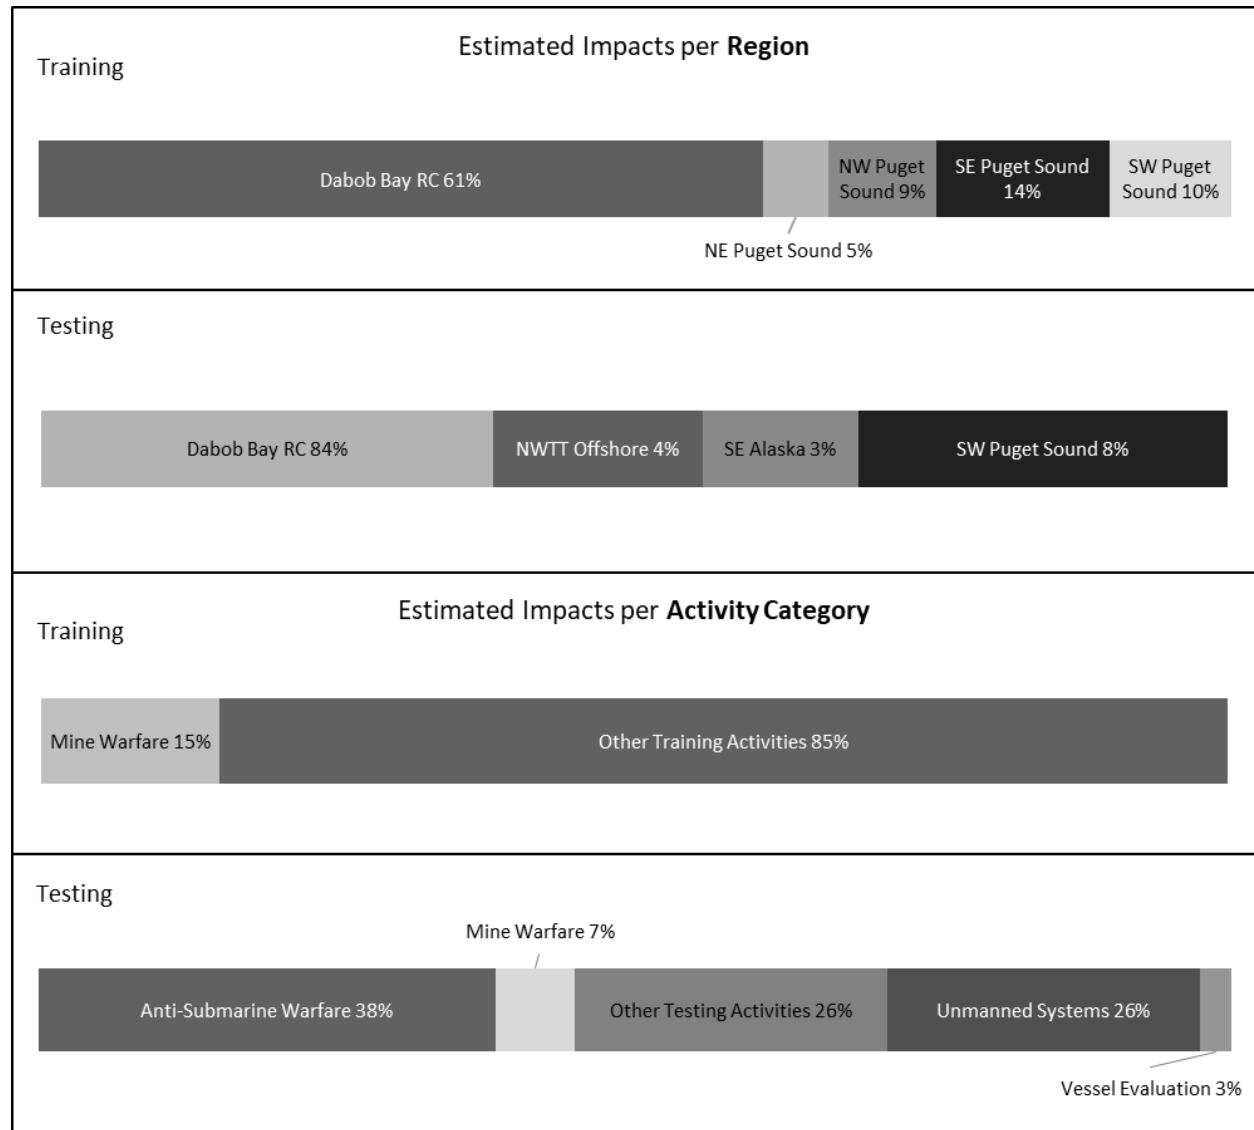 Estimated Impacts per Region
Training
Dabob Bay RC 61%
NW Puget
Sound 9%
SE Puget Sound
14%
SW Puget
Sound 10%
NE Puget Sound 5%
Testing
Dabob Bay RC 84%
NWTT Offshore 4%
SE Alaska 3%
SW Puget Sound 8%
Estimated Impacts per Activity Category
Training
Mine Warfare 15%
Other Training Activities 85%
Testing
Mine Warfare 7%
Anti-Submarine Warfare 38%
Other Testing Activities 26%
Unmanned Systems 26%
Vessel Evaluation 3%